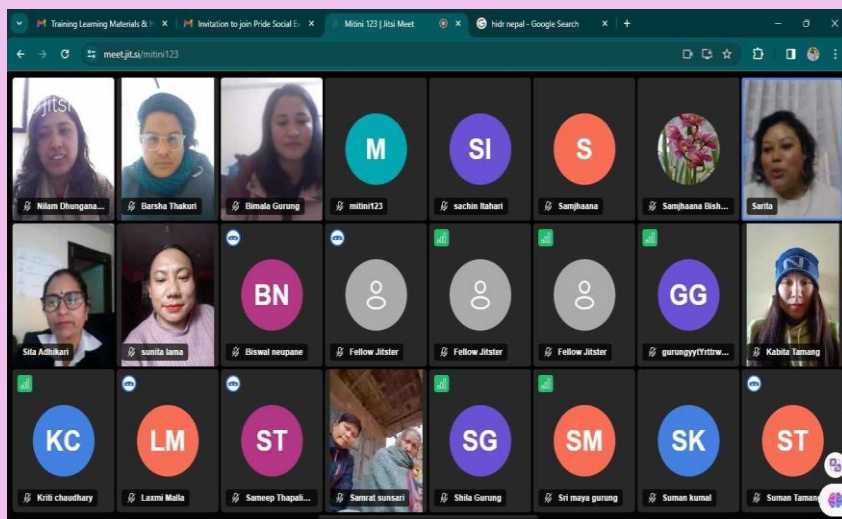 Training Learning Materials & E
Invitation to join Pride Social Ex
Mitini 123 | Jitsi Meet
hidr nepal - Google Search
meet.jit.si/mitini123
jitsi
Nilam Dhungana...
Barsha Thakuri
Bimala Gurung
M
mitini123
SI
sachin Itahari
S
Samjhaana
Samjhaana Bish...
Sarita
Sita Adhikari
sunita lama
BN
Biswal neupane
Fellow Jitster
Fellow Jitster
Fellow Jitster
GG
gurungyytYrttrw...
Kabita Tamang
KC
Kriti chaudhary
LM
Laxmi Malla
ST
Sameep Thapali...
Samrat sunsari
SG
Shila Gurung
SM
Sri maya gurung
SK
Suman kumal
ST
Suman Tamang